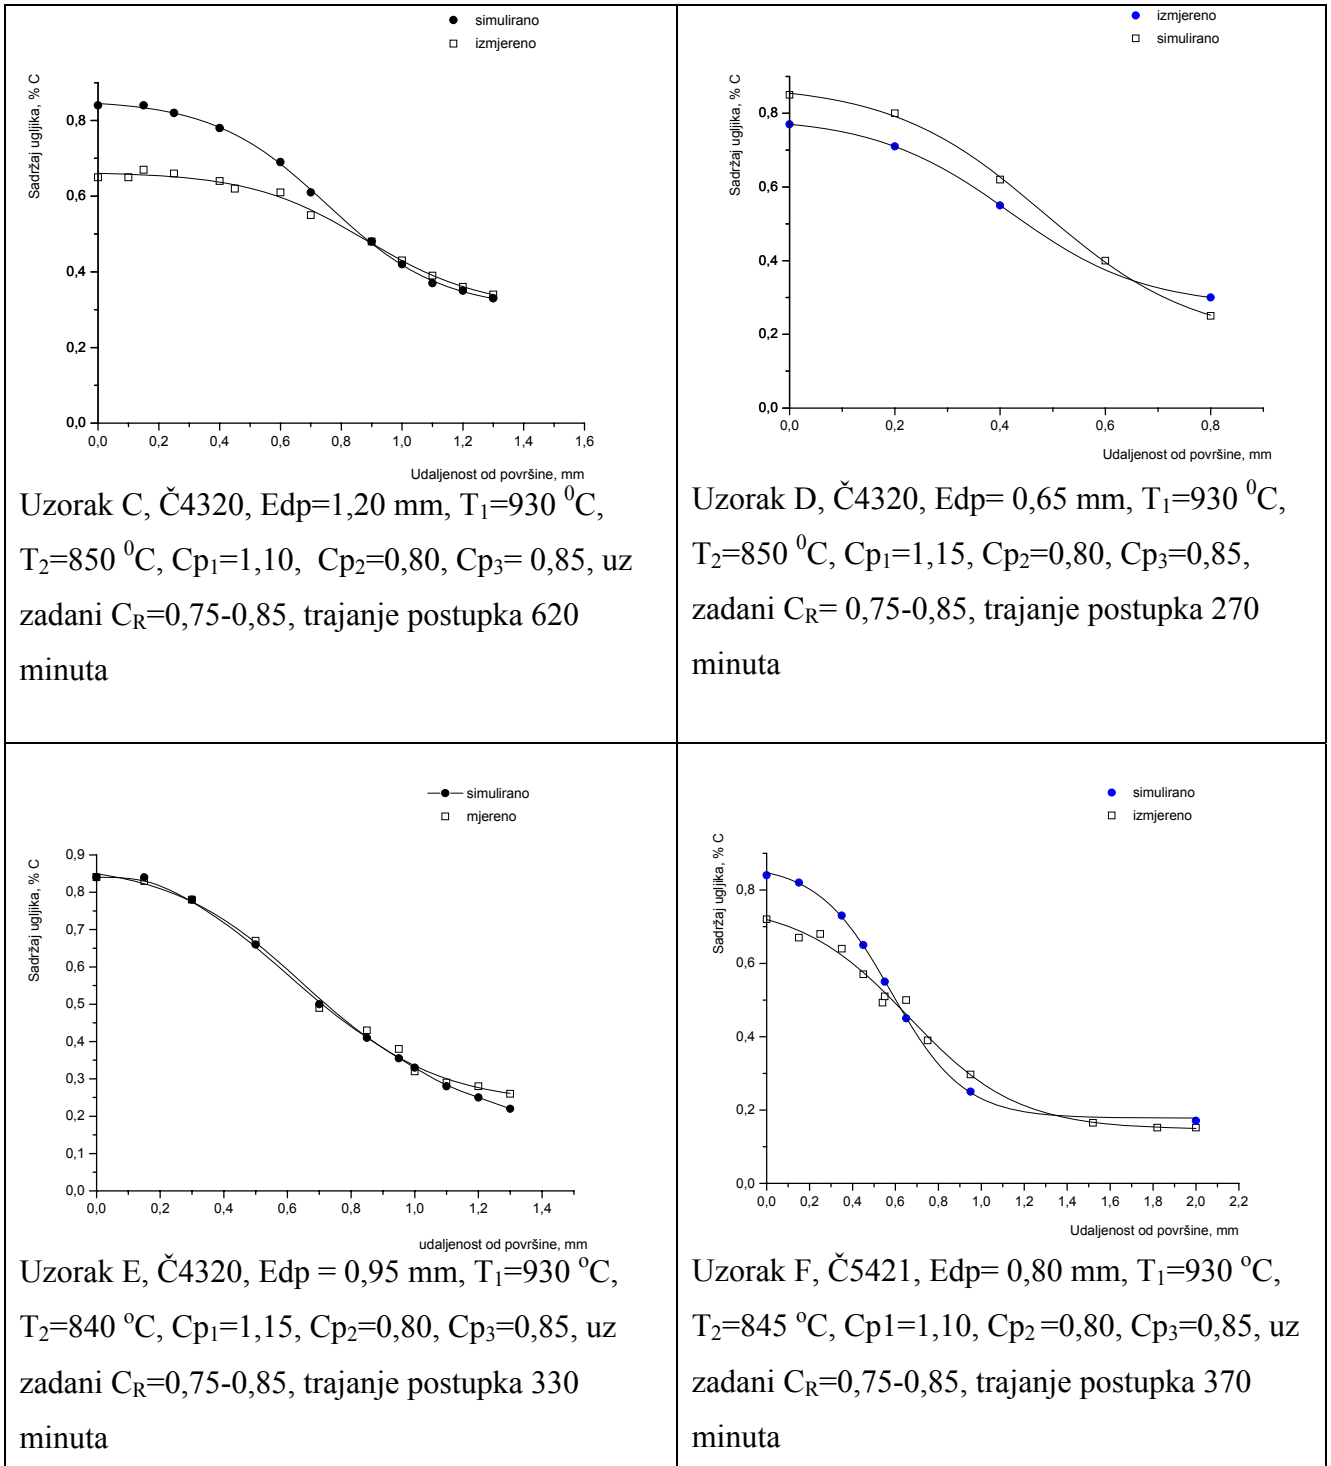 simulirano
izmjereno
Sadržaj ugljika, % C
0,8
0,6
0,4
0,2
0,0
0,0 0,2 0,4 0,6 0,8 1,0 1,2 1,4 1,6
Udaljenost od površine, mm
Uzorak C, Č4320, Edp=1,20 mm, T₁=930 ⁰C,
T₂=850 ⁰C, Cp₁=1,10, Cp₂=0,80, Cp₃= 0,85, uz
zadani C_R=0,75-0,85, trajanje postupka 620
minuta
izmjereno
simulirano
Sadržaj ugljika, % C
0,8
0,6
0,4
0,2
0,0
0,0 0,2 0,4 0,6 0,8
Udaljenost od površine, mm
Uzorak D, Č4320, Edp= 0,65 mm, T₁=930 ⁰C,
T₂=850 ⁰C, Cp₁=1,15, Cp₂=0,80, Cp₃=0,85,
zadani C_R= 0,75-0,85, trajanje postupka 270
minuta
simulirano
mjereno
Sadržaj ugljika, % C
0,9
0,8
0,7
0,6
0,5
0,4
0,3
0,2
0,1
0,0
0,0 0,2 0,4 0,6 0,8 1,0 1,2 1,4
udaljenost od površine, mm
Uzorak E, Č4320, Edp = 0,95 mm, T₁=930 ᵒC,
T₂=840 ᵒC, Cp₁=1,15, Cp₂=0,80, Cp₃=0,85, uz
zadani C_R=0,75-0,85, trajanje postupka 330
minuta
simulirano
izmjereno
Sadržaj ugljika, % C
0,8
0,6
0,4
0,2
0,0
0,0 0,2 0,4 0,6 0,8 1,0 1,2 1,4 1,6 1,8 2,0 2,2
Udaljenost od površine, mm
Uzorak F, Č5421, Edp= 0,80 mm, T₁=930 ᵒC,
T₂=845 ᵒC, Cp1=1,10, Cp₂ =0,80, Cp₃=0,85, uz
zadani C_R=0,75-0,85, trajanje postupka 370
minuta